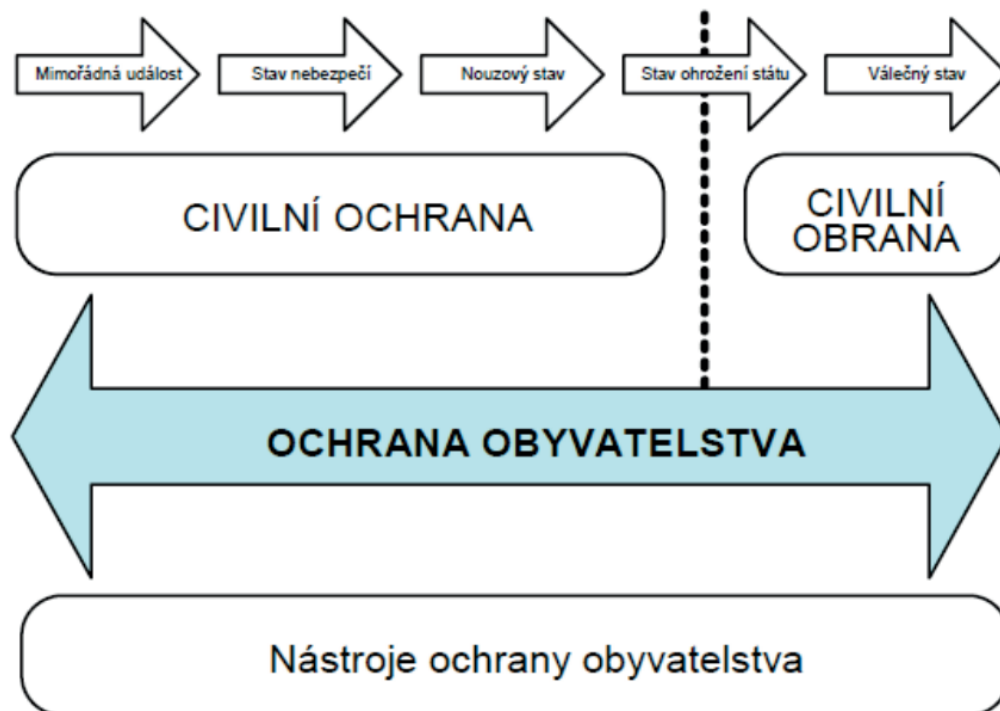 Mimořádná událost
Stav nebezpečí
Nouzový stav
Stav ohrožení státu
Válečný stav
CIVILNÍ OCHRANA
CIVILNÍ
OBRANA
OCHRANA OBYVATELSTVA
Nástroje ochrany obyvatelstva